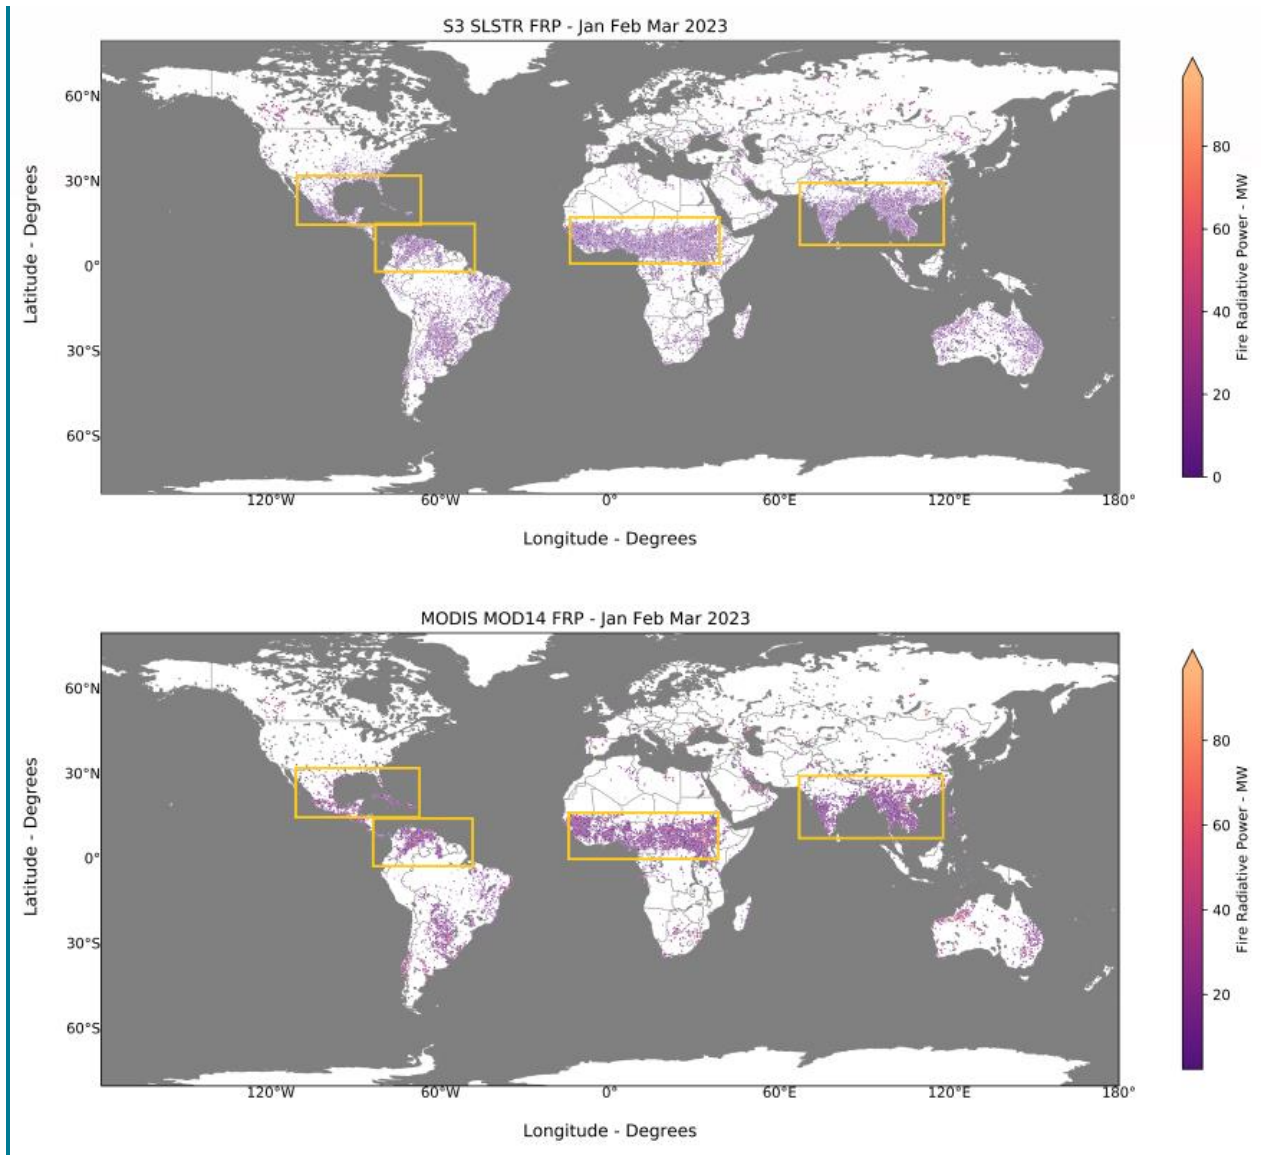 S3 SLSTR FRP - Jan Feb Mar 2023
60°N
30°N
0°
30°S
60°S
Latitude - Degrees
120°W 60°W 0° 60°E 120°E 180°
Longitude - Degrees
80
60
40
20
0
Fire Radiative Power - MW
MODIS MOD14 FRP - Jan Feb Mar 2023
60°N
30°N
0°
30°S
60°S
Latitude - Degrees
120°W 60°W 0° 60°E 120°E 180°
Longitude - Degrees
80
60
40
20
Fire Radiative Power - MW